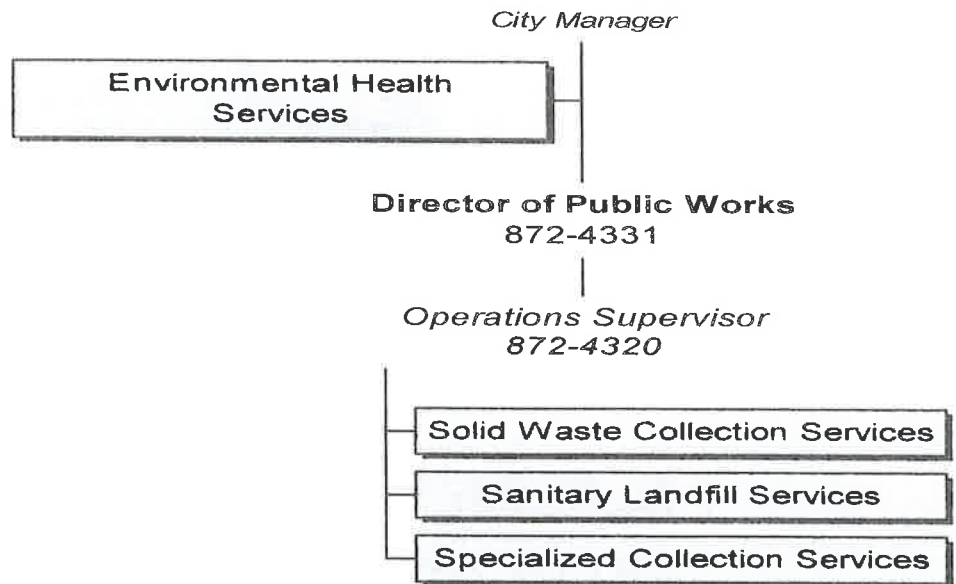 City Manager
Environmental Health
Services
Director of Public Works
872-4331
Operations Supervisor
872-4320
Solid Waste Collection Services
Sanitary Landfill Services
Specialized Collection Services